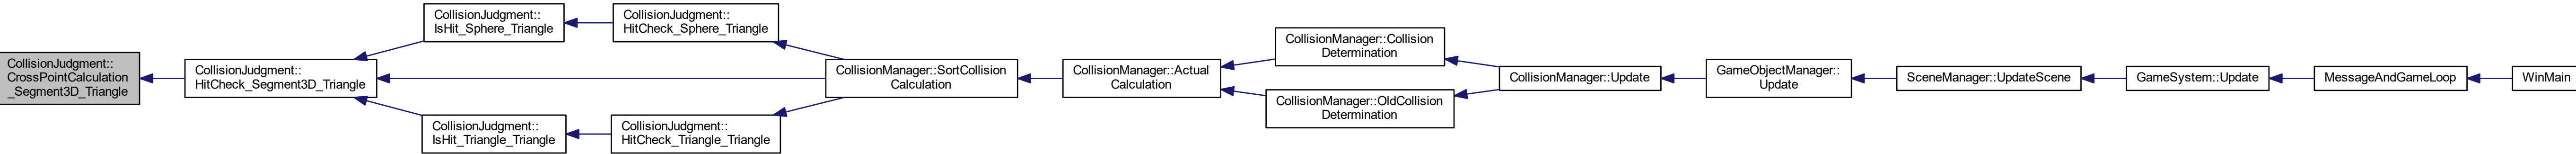 CollisionJudgment::
CrossPointCalculation
_Segment3D_Triangle
CollisionJudgment::
HitCheck_Segment3D_Triangle
CollisionJudgment::
IsHit_Sphere_Triangle
CollisionJudgment::
HitCheck_Sphere_Triangle
CollisionJudgment::
IsHit_Triangle_Triangle
CollisionJudgment::
HitCheck_Triangle_Triangle
CollisionManager::SortCollision
Calculation
CollisionManager::Actual
Calculation
CollisionManager::Collision
Determination
CollisionManager::OldCollision
Determination
CollisionManager::Update
GameObjectManager::
Update
SceneManager::UpdateScene
GameSystem::Update
MessageAndGameLoop
WinMain